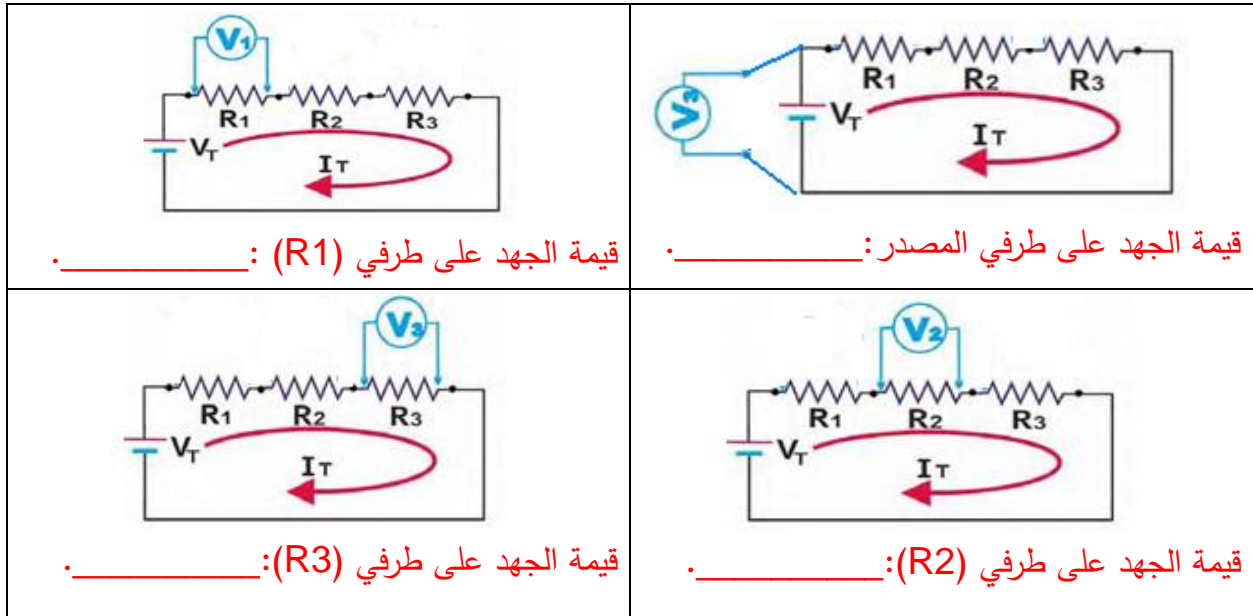 V3
R1 R2 R3
VT
IT
قيمة الجهد على طرفي المصدر:__________.
V1
R1 R2 R3
VT
IT
قيمة الجهد على طرفي (R1) :__________.
V2
R1 R2 R3
VT
IT
قيمة الجهد على طرفي (R2):__________.
V3
R1 R2 R3
VT
IT
قيمة الجهد على طرفي (R3):__________.